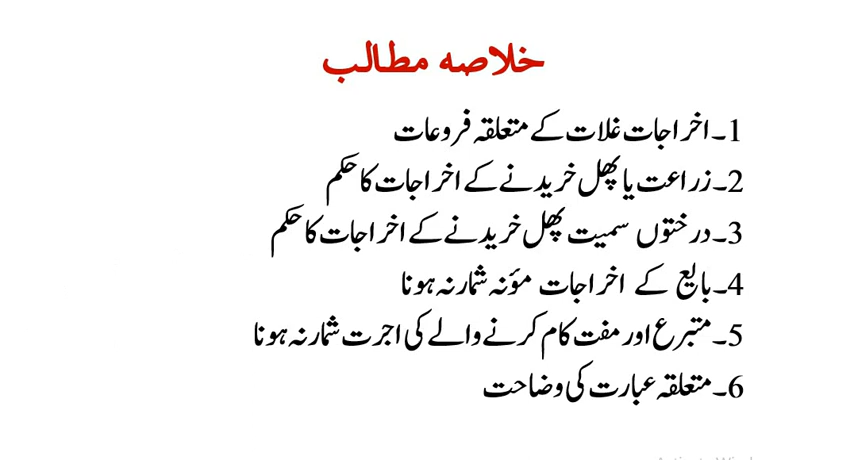 خلاصہ مطالب
1۔اخراجات غلات کے متعلقہ فروعات
2۔زراعت یا پھل خریدنے کے اخراجات کا حکم
3۔درختوں سمیت پھل خریدنے کے اخراجات کا حکم
4۔بایع کے اخراجات مؤنہ شمار نہ ہونا
5۔متبرع اور مفت کام کرنے والے کی اجرت شمار نہ ہونا
6۔متعلقہ عبارت کی وضاحت